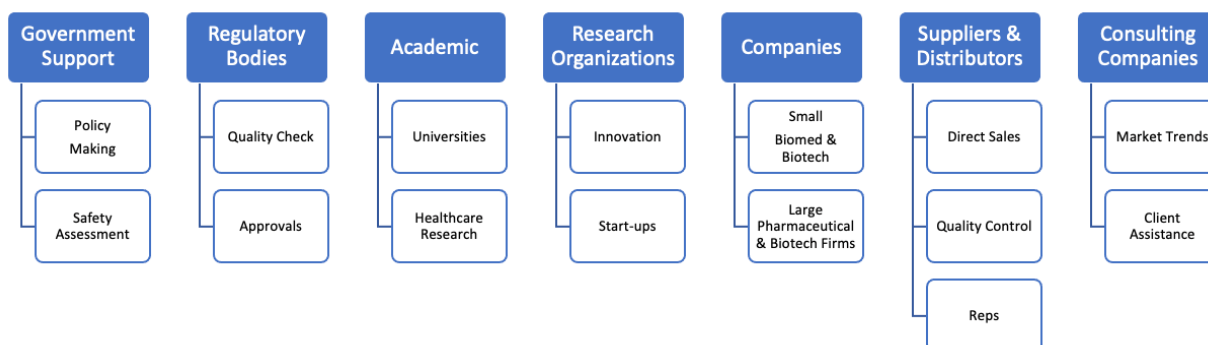 Government
Support
Policy
Making
Safety
Assessment
Regulatory
Bodies
Quality Check
Approvals
Academic
Universities
Healthcare
Research
Research
Organizations
Innovation
Start-ups
Companies
Small
Biomed &
Biotech
Large
Pharmaceutical
& Biotech Firms
Suppliers &
Distributors
Direct Sales
Quality Control
Reps
Consulting
Companies
Market Trends
Client
Assistance